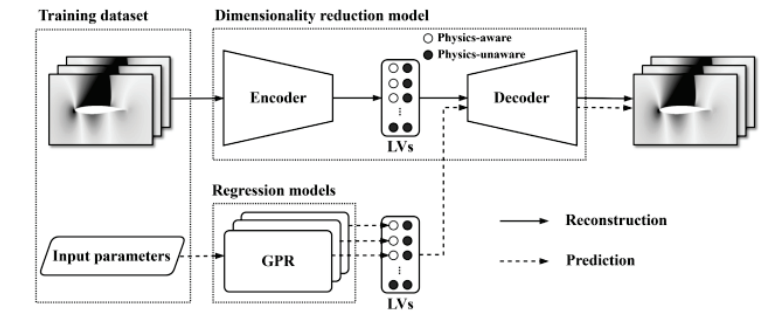 Training dataset
Dimensionality reduction model
Physics-aware
Physics-unaware
Encoder
Decoder
⋮
LVs
Regression models
Input parameters
GPR
⋮
LVs
Reconstruction
Prediction